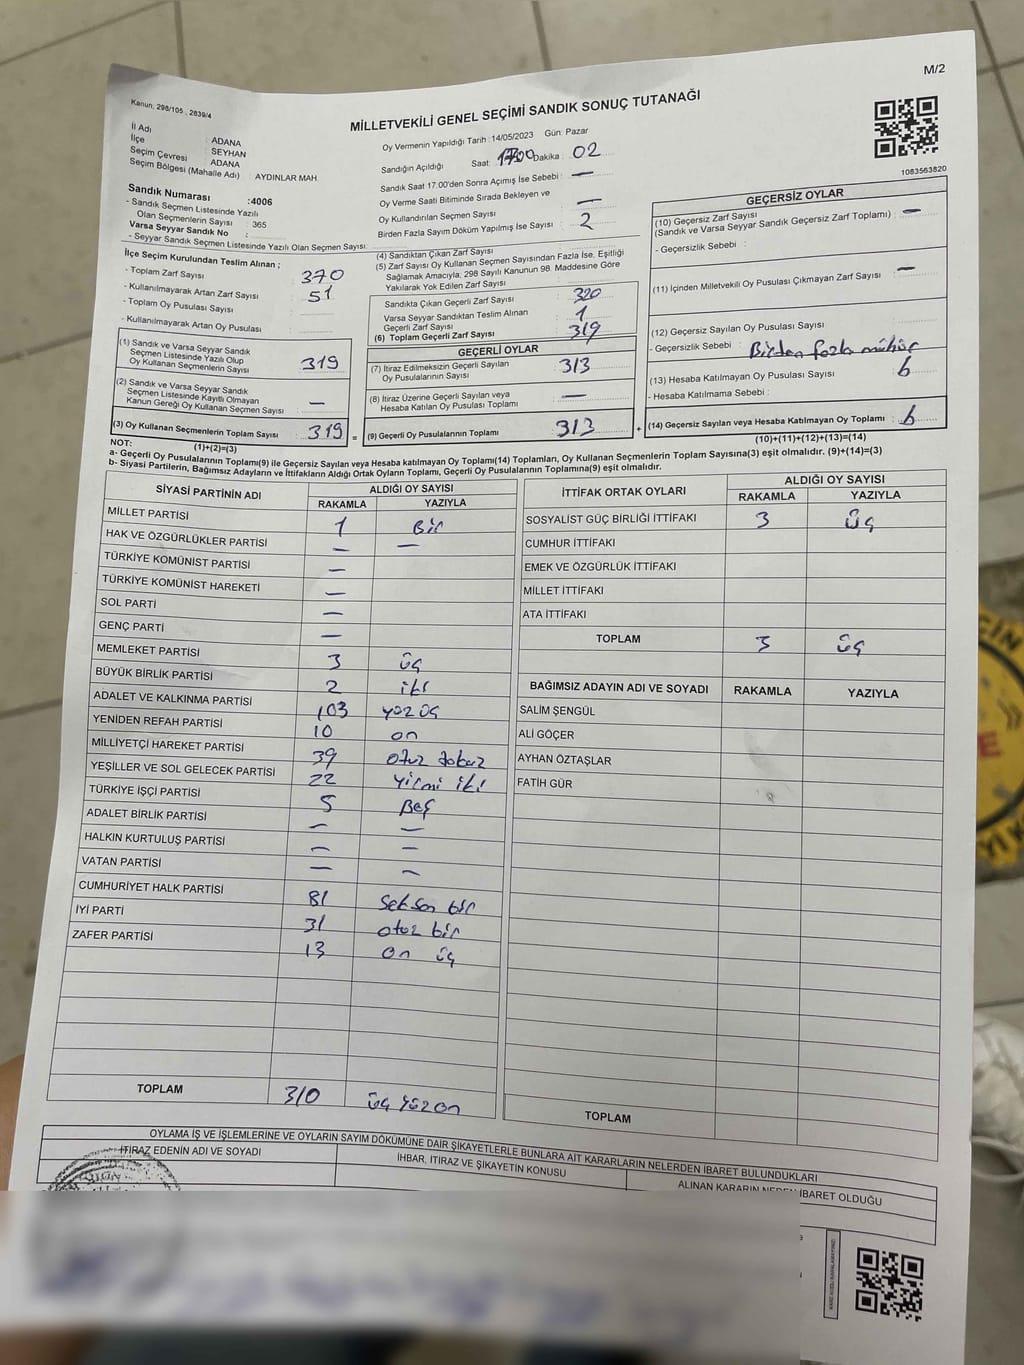 M/2
Kanun; 298/105 , 2839/4
MİLLETVEKİLİ GENEL SEÇİMİ SANDIK SONUÇ TUTANAĞI
İl Adı : ADANA
İlçe : SEYHAN
Seçim Çevresi : ADANA
Seçim Bölgesi (Mahalle Adı) : AYDINLAR MAH.
Sandık Numarası :4006
- Sandık Seçmen Listesinde Yazılı
Olan Seçmenlerin Sayısı : 365
Varsa Seyyar Sandık No :
- Seyyar Sandık Seçmen Listesinde Yazılı Olan Seçmen Sayısı:
Oy Vermenin Yapıldığı Tarih :14/05/2023 Gün: Pazar
Sandığın Açıldığı Saat: Dakika : 02
Sandık Saat 17.00'den Sonra Açımış İse Sebebi : —
Oy Verme Saati Bitiminde Sırada Bekleyen ve
Oy Kullandırılan Seçmen Sayısı : —
Birden Fazla Sayım Döküm Yapılmış İse Sayısı : 2
1083563820
İlçe Seçim Kurulundan Teslim Alınan ;
- Toplam Zarf Sayısı : 370
- Kullanılmayarak Artan Zarf Sayısı : 51
- Toplam Oy Pusulası Sayısı :
- Kullanılmayarak Artan Oy Pusulası :
(4) Sandıktan Çıkan Zarf Sayısı :
(5) Zarf Sayısı Oy Kullanan Seçmen Sayısından Fazla İse, Eşitliği
Sağlamak Amacıyla; 298 Sayılı Kanunun 98. Maddesine Göre
Yakılarak Yok Edilen Zarf Sayısı :
Sandıkta Çıkan Geçerli Zarf Sayısı : 320
Varsa Seyyar Sandıktan Teslim Alınan
Geçerli Zarf Sayısı : 1
(6) Toplam Geçerli Zarf Sayısı : 319
GEÇERSİZ OYLAR
(10) Geçersiz Zarf Sayısı
(Sandık ve Varsa Seyyar Sandık Geçersiz Zarf Toplamı) : —
- Geçersizlik Sebebi :
(11) İçinden Milletvekili Oy Pusulası Çıkmayan Zarf Sayısı : —
(12) Geçersiz Sayılan Oy Pusulası Sayısı :
- Geçersizlik Sebebi : Birden fazla mühür
(13) Hesaba Katılmayan Oy Pusulası Sayısı : 6
- Hesaba Katılmama Sebebi :
(14) Geçersiz Sayılan veya Hesaba Katılmayan Oy Toplamı : 6
(10)+(11)+(12)+(13)=(14)
(1) Sandık ve Varsa Seyyar Sandık
Seçmen Listesinde Yazılı Olup
Oy Kullanan Seçmenlerin Sayısı : 319
(2) Sandık ve Varsa Seyyar Sandık
Seçmen Listesinde Kayıtlı Olmayan
Kanun Gereği Oy Kullanan Seçmen Sayısı : —
(3) Oy Kullanan Seçmenlerin Toplam Sayısı : 319 =
(1)+(2)=(3)
GEÇERLİ OYLAR
(7) İtiraz Edilmeksizin Geçerli Sayılan
Oy Pusulalarının Sayısı : 313
(8) İtiraz Üzerine Geçerli Sayılan veya
Hesaba Katılan Oy Pusulası Toplamı : —
(9) Geçerli Oy Pusulalarının Toplamı : 313 +
NOT:
a- Geçerli Oy Pusulalarının Toplamı(9) ile Geçersiz Sayılan veya Hesaba Katılmayan Oy Toplamı(14) Toplamları, Oy Kullanan Seçmenlerin Toplam Sayısına(3) eşit olmalıdır. (9)+(14)=(3)
b- Siyasi Partilerin, Bağımsız Adayların ve İttifakların Aldığı Ortak Oyların Toplamı, Geçerli Oy Pusulalarının Toplamına(9) eşit olmalıdır.
SİYASİ PARTİNİN ADI ALDIĞI OY SAYISI
RAKAMLA YAZIYLA
MİLLET PARTİSİ 1 Bir
HAK VE ÖZGÜRLÜKLER PARTİSİ — —
TÜRKİYE KOMÜNİST PARTİSİ —
TÜRKİYE KOMÜNİST HAREKETİ —
SOL PARTİ —
GENÇ PARTİ —
MEMLEKET PARTİSİ 3 üç
BÜYÜK BİRLİK PARTİSİ 2 iki
ADALET VE KALKINMA PARTİSİ 103 yüz üç
YENİDEN REFAH PARTİSİ 10 on
MİLLİYETÇİ HAREKET PARTİSİ 39 otuz dokuz
YEŞİLLER VE SOL GELECEK PARTİSİ 22 yirmi iki
TÜRKİYE İŞÇİ PARTİSİ 5 Beş
ADALET BİRLİK PARTİSİ — —
HALKIN KURTULUŞ PARTİSİ — —
VATAN PARTİSİ — —
CUMHURİYET HALK PARTİSİ 81 seksen bir
İYİ PARTİ 31 otuz bir
ZAFER PARTİSİ 13 on üç
TOPLAM 310 üç yüz on
İTTİFAK ORTAK OYLARI ALDIĞI OY SAYISI
RAKAMLA YAZIYLA
SOSYALİST GÜÇ BİRLİĞİ İTTİFAKI 3 üç
CUMHUR İTTİFAKI
EMEK VE ÖZGÜRLÜK İTTİFAKI
MİLLET İTTİFAKI
ATA İTTİFAKI
TOPLAM 3 üç
BAĞIMSIZ ADAYIN ADI VE SOYADI RAKAMLA YAZIYLA
SALİM ŞENGÜL
ALİ GÖÇER
AYHAN ÖZTAŞLAR
FATİH GÜR
TOPLAM
OYLAMA İŞ VE İŞLEMLERİNE VE OYLARIN SAYIM DÖKÜMÜNE DAİR ŞİKAYETLERLE BUNLARA AİT KARARLARIN NELERDEN İBARET BULUNDUKLARI
İTİRAZ EDENİN ADI VE SOYADI İHBAR, İTİRAZ VE ŞİKAYETİN KONUSU ALINAN KARARIN NEDEN İBARET OLDUĞU